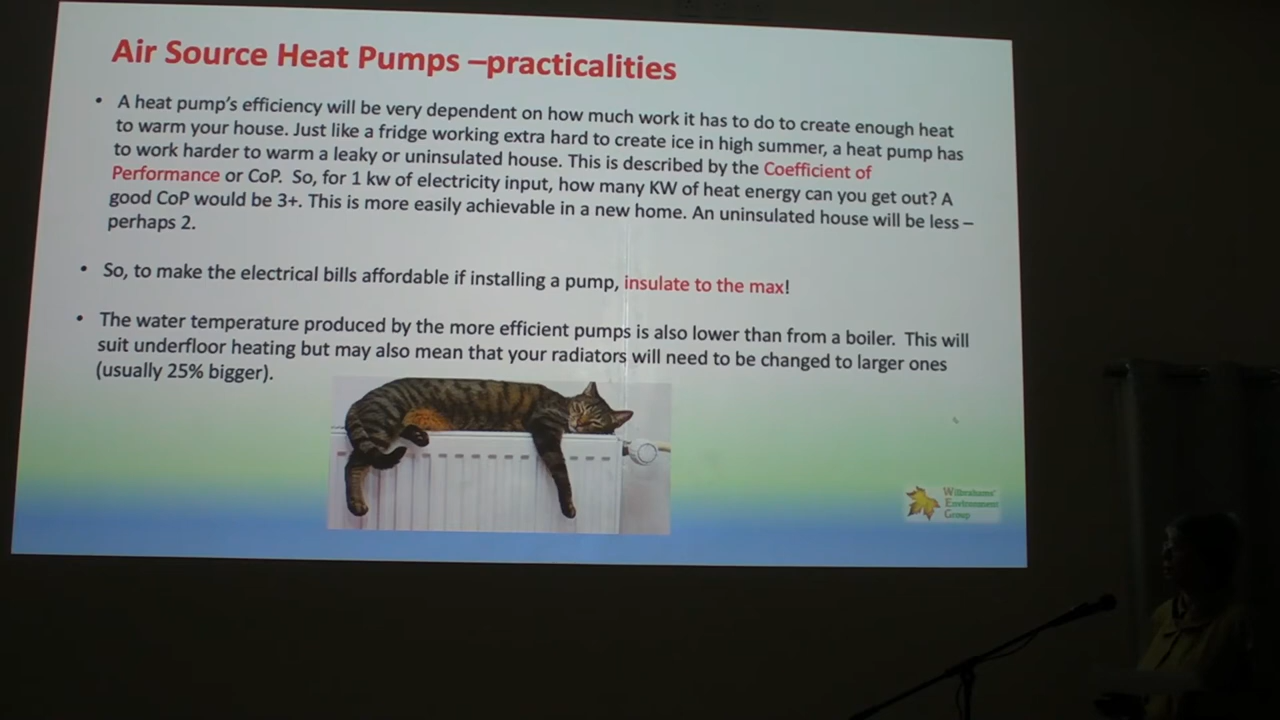 Air Source Heat Pumps –practicalities
• A heat pump's efficiency will be very dependent on how much work it has to do to create enough heat
to warm your house. Just like a fridge working extra hard to create ice in high summer, a heat pump has
to work harder to warm a leaky or uninsulated house. This is described by the Coefficient of
Performance or CoP. So, for 1 kw of electricity input, how many KW of heat energy can you get out? A
good CoP would be 3+. This is more easily achievable in a new home. An uninsulated house will be less –
perhaps 2.
• So, to make the electrical bills affordable if installing a pump, insulate to the max!
• The water temperature produced by the more efficient pumps is also lower than from a boiler. This will
suit underfloor heating but may also mean that your radiators will need to be changed to larger ones
(usually 25% bigger).
Wilbrahams'
Environment
Group